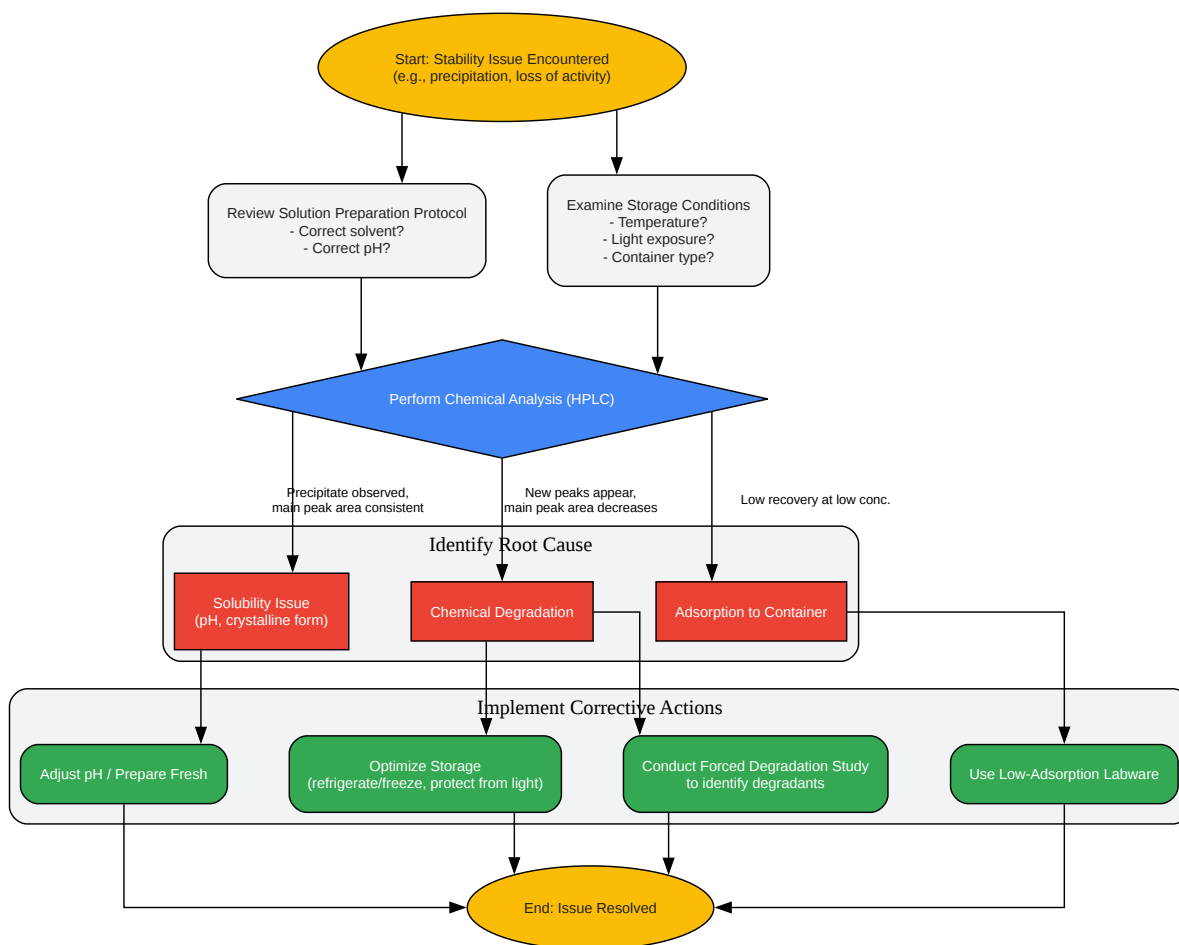 Start: Stability Issue Encountered
(e.g., precipitation, loss of activity)
Review Solution Preparation Protocol
- Correct solvent?
- Correct pH?
Examine Storage Conditions
- Temperature?
- Light exposure?
- Container type?
Perform Chemical Analysis (HPLC)
Precipitate observed,
main peak area consistent
New peaks appear,
main peak area decreases
Low recovery at low conc.
Identify Root Cause
Solubility Issue
(pH, crystalline form)
Chemical Degradation
Adsorption to Container
Implement Corrective Actions
Adjust pH / Prepare Fresh
Optimize Storage
(refrigerate/freeze, protect from light)
Conduct Forced Degradation Study
to identify degradants
Use Low-Adsorption Labware
End: Issue Resolved